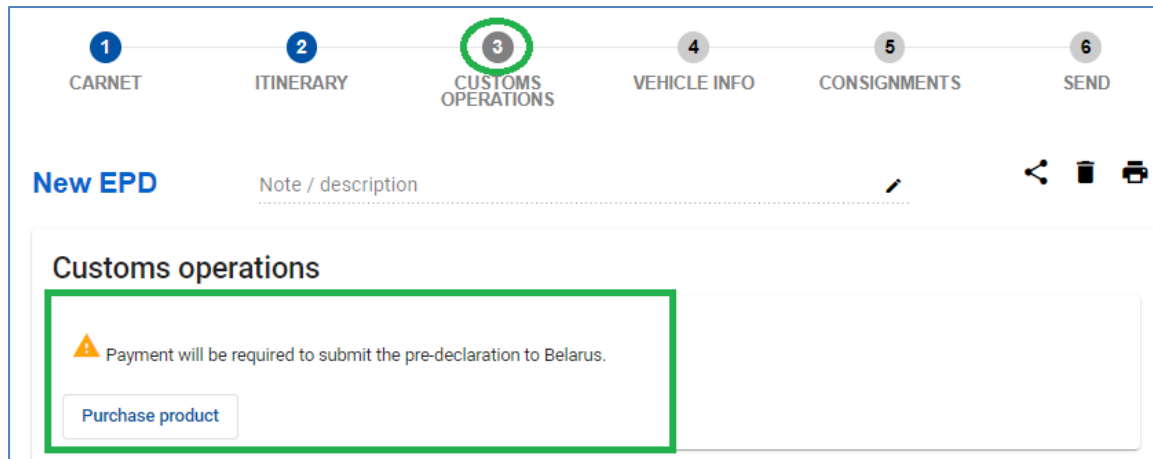 1 2 3 4 5 6
CARNET ITINERARY CUSTOMS OPERATIONS VEHICLE INFO CONSIGNMENTS SEND
New EPD Note / description
Customs operations
Payment will be required to submit the pre-declaration to Belarus.
Purchase product